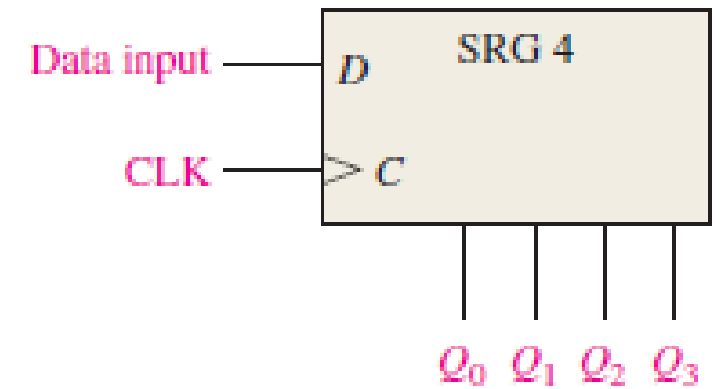 SRG 4
Data input D
CLK C
Q₀ Q₁ Q₂ Q₃